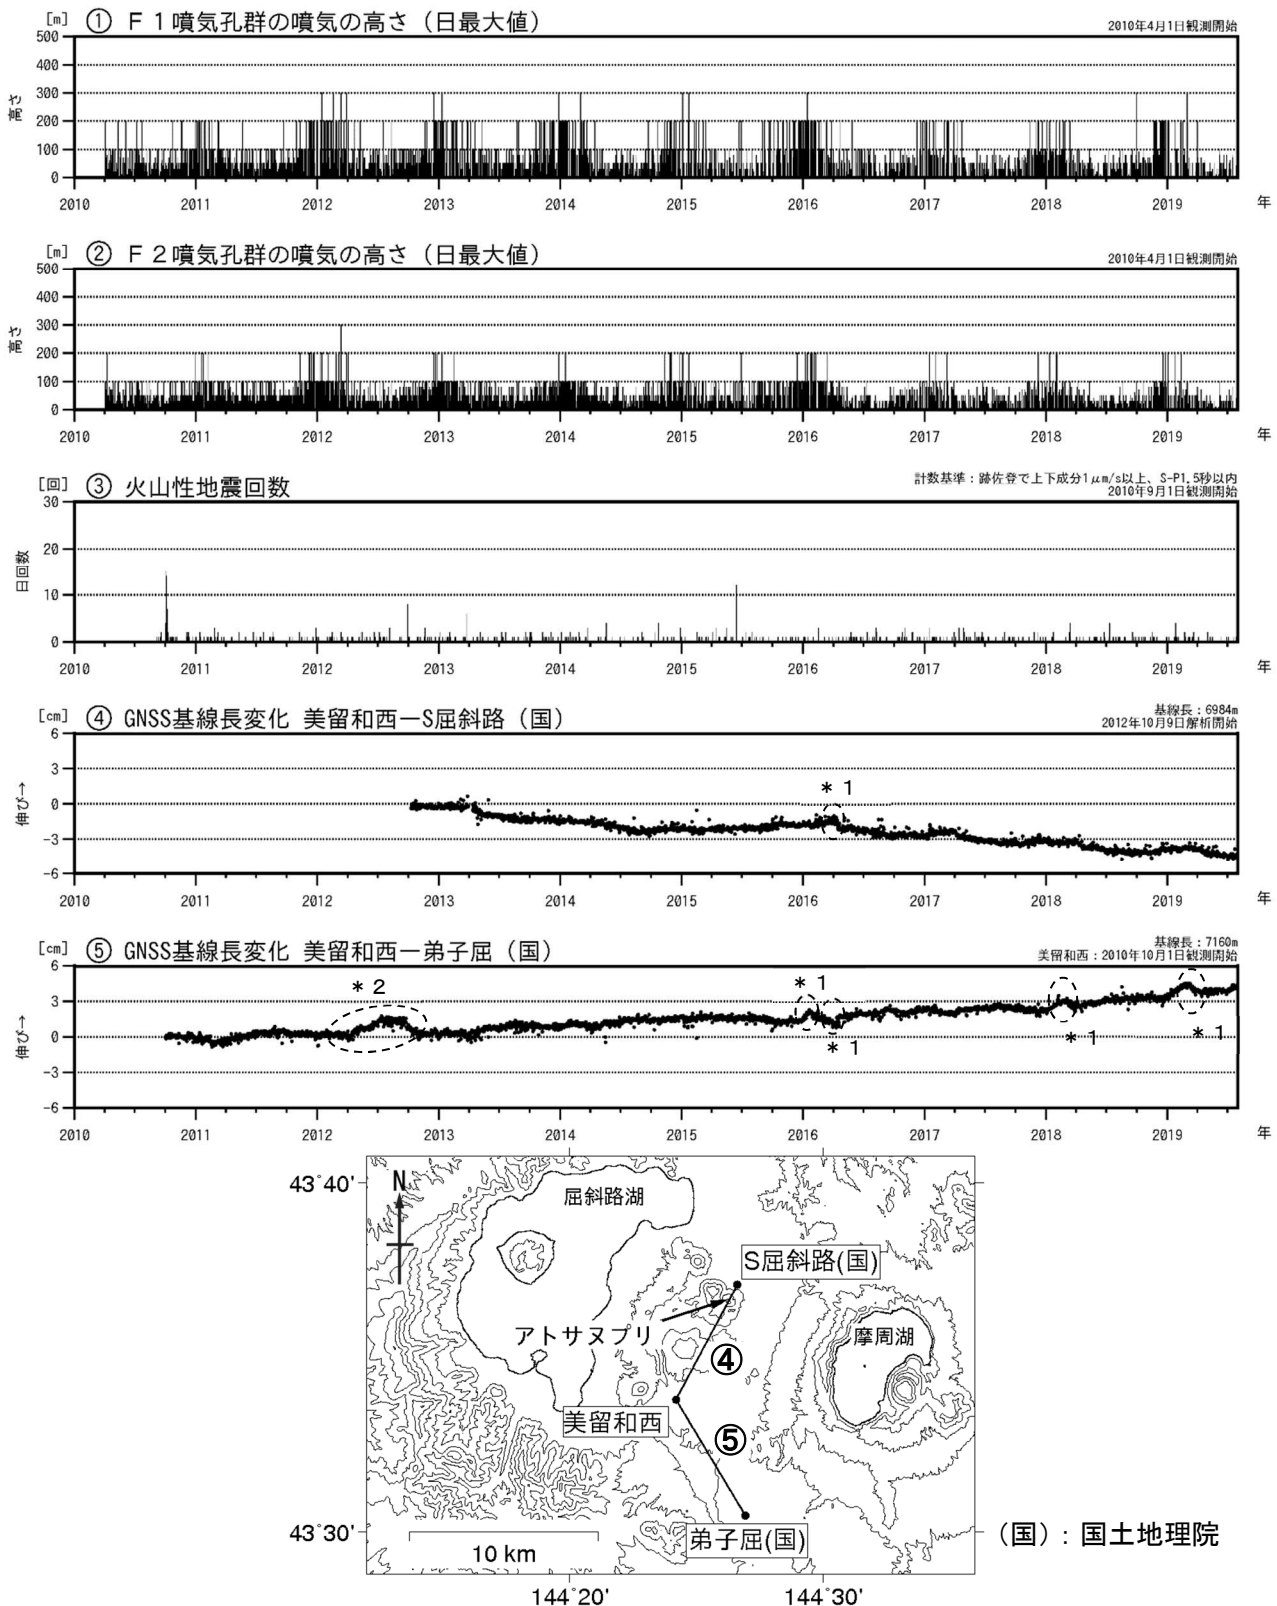 [m] ① Ｆ１噴気孔群の噴気の高さ（日最大値） 2010年4月1日観測開始
500
400
300
200
100
0
高さ
2010 2011 2012 2013 2014 2015 2016 2017 2018 2019 年
[m] ② Ｆ２噴気孔群の噴気の高さ（日最大値） 2010年4月1日観測開始
500
400
300
200
100
0
高さ
2010 2011 2012 2013 2014 2015 2016 2017 2018 2019 年
[回] ③ 火山性地震回数 計数基準：跡佐登で上下成分1μm/s以上、S-P1.5秒以内
2010年9月1日観測開始
30
20
10
0
日回数
2010 2011 2012 2013 2014 2015 2016 2017 2018 2019 年
[cm] ④ GNSS基線長変化 美留和西ーS屈斜路（国） 基線長：6984m
2012年10月9日解析開始
6
3
0
-3
-6
伸び→
＊１
2010 2011 2012 2013 2014 2015 2016 2017 2018 2019 年
[cm] ⑤ GNSS基線長変化 美留和西ー弟子屈（国） 基線長：7160m
美留和西：2010年10月1日観測開始
6
3
0
-3
-6
伸び→
＊２
＊１
＊１
＊１
＊１
2010 2011 2012 2013 2014 2015 2016 2017 2018 2019 年
43˚40'
N
屈斜路湖
S屈斜路(国)
アトサヌプリ
摩周湖
④
美留和西
⑤
43˚30'
弟子屈(国)
10 km
（国）：国土地理院
144˚20' 144˚30'